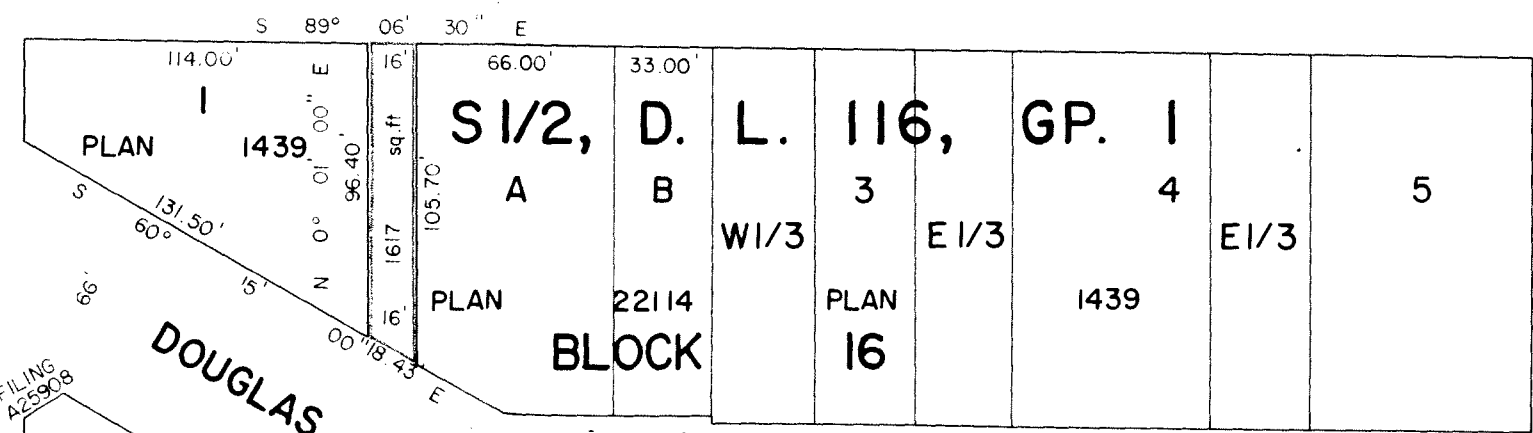 S 89° 06' 30" E
114.00'
16'
66.00'
33.00'
1
S 1/2, D. L. 116, GP. 1
PLAN 1439
N 0° 01' 00" E
96.40'
1617 sq.ft
105.70'
A
B
3
4
5
W1/3
E1/3
E1/3
S 60° 15' 00" E
131.50'
66'
PLAN 22114
PLAN
1439
16'
18.43'
BLOCK 16
DOUGLAS
FILING
A25908